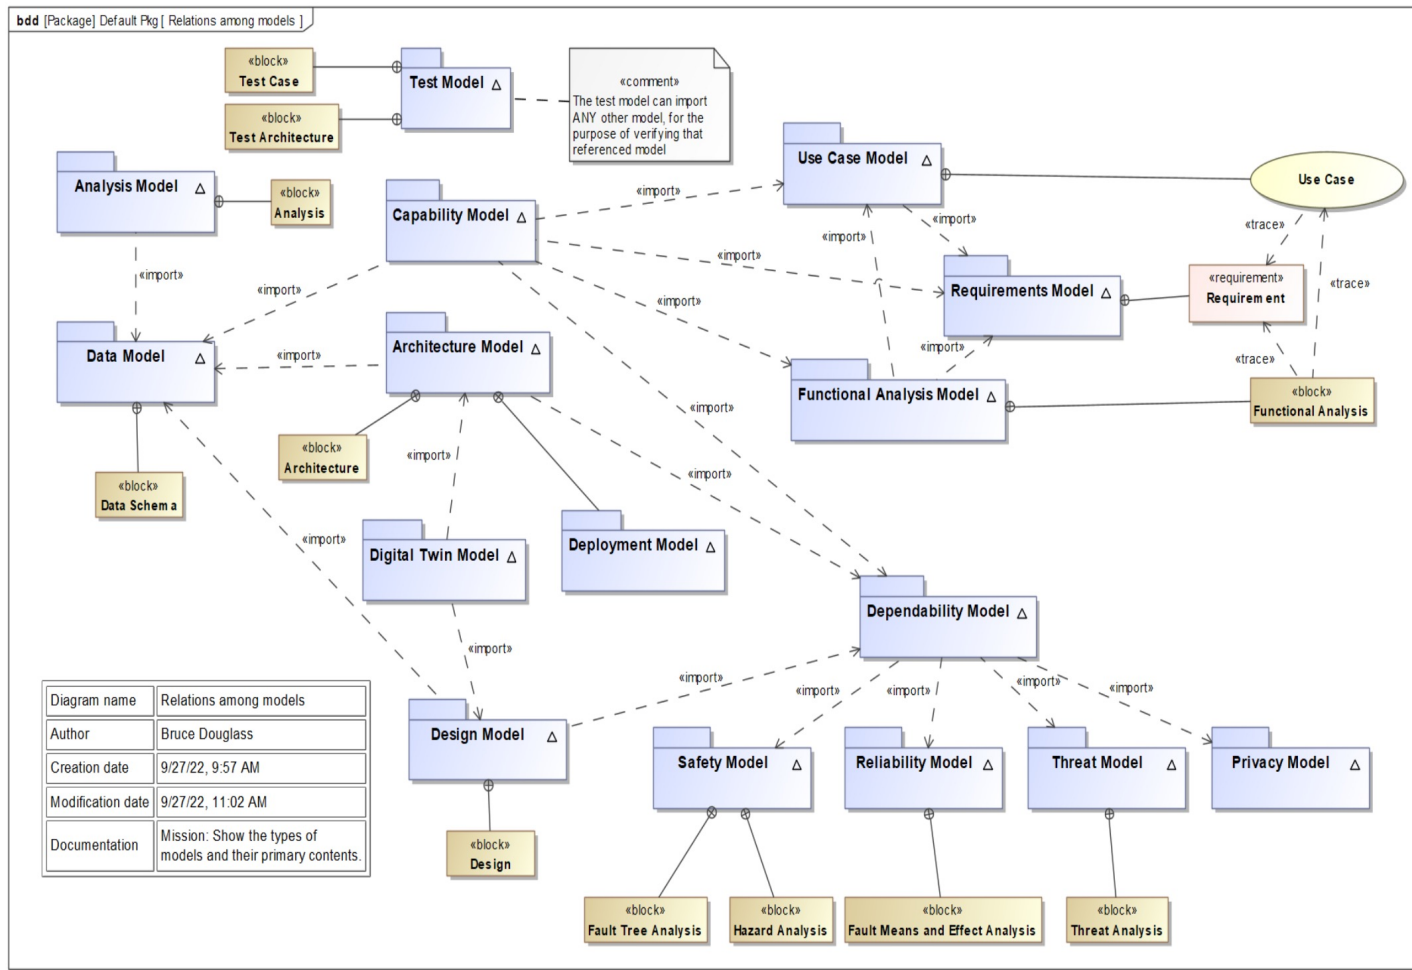 bdd [Package] Default Pkg [ Relations among models ]
«block»
Test Case
Test Model
«block»
Test Architecture
«comment»
The test model can import
ANY other model, for the
purpose of verifying that
referenced model
Use Case Model
Use Case
Analysis Model
«block»
Analysis
Capability Model
«import»
«import»
«import»
«trace»
«import»
«import»
«import»
«import»
Requirements Model
«requirement»
Requirement
«trace»
«import»
Data Model
Architecture Model
«import»
«import»
«trace»
Functional Analysis Model
«block»
Functional Analysis
«import»
«block»
Architecture
«import»
«import»
«block»
Data Schema
«import»
Digital Twin Model
Deployment Model
Dependability Model
«import»
«import»
«import»
«import»
«import»
«import»
Design Model
Safety Model
Reliability Model
Threat Model
Privacy Model
Diagram name
Relations among models
Author
Bruce Douglass
Creation date
9/27/22, 9:57 AM
Modification date
9/27/22, 11:02 AM
Documentation
Mission: Show the types of
models and their primary contents.
«block»
Design
«block»
Fault Tree Analysis
«block»
Hazard Analysis
«block»
Fault Means and Effect Analysis
«block»
Threat Analysis